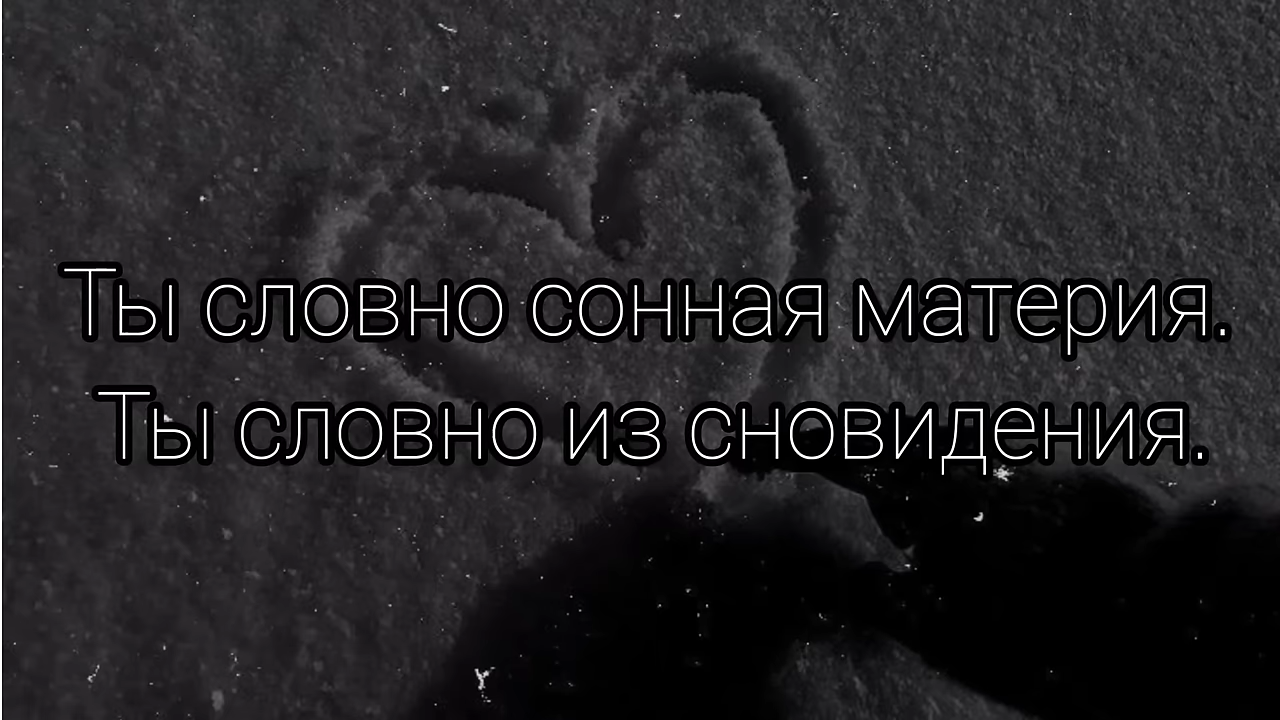 Ты словно сонная материя.
Ты словно из сновидения.